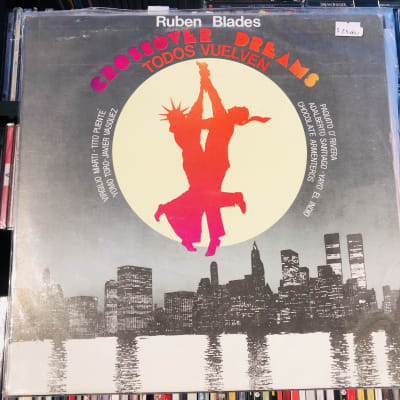 Ruben Blades
CROSSOVER DREAMS
TODOS VUELVEN
VIRGILIO MARTI · TITO PUENTE
YOMO TORO · JAVIER VASQUEZ
PAQUITO D'RIVERA
ADALBERTO SANTIAGO · YAYO EL INDIO
CHOCOLATE ARMENTEROS